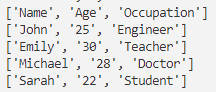 ['Name', 'Age', 'Occupation']
['John', '25', 'Engineer']
['Emily', '30', 'Teacher']
['Michael', '28', 'Doctor']
['Sarah', '22', 'Student']